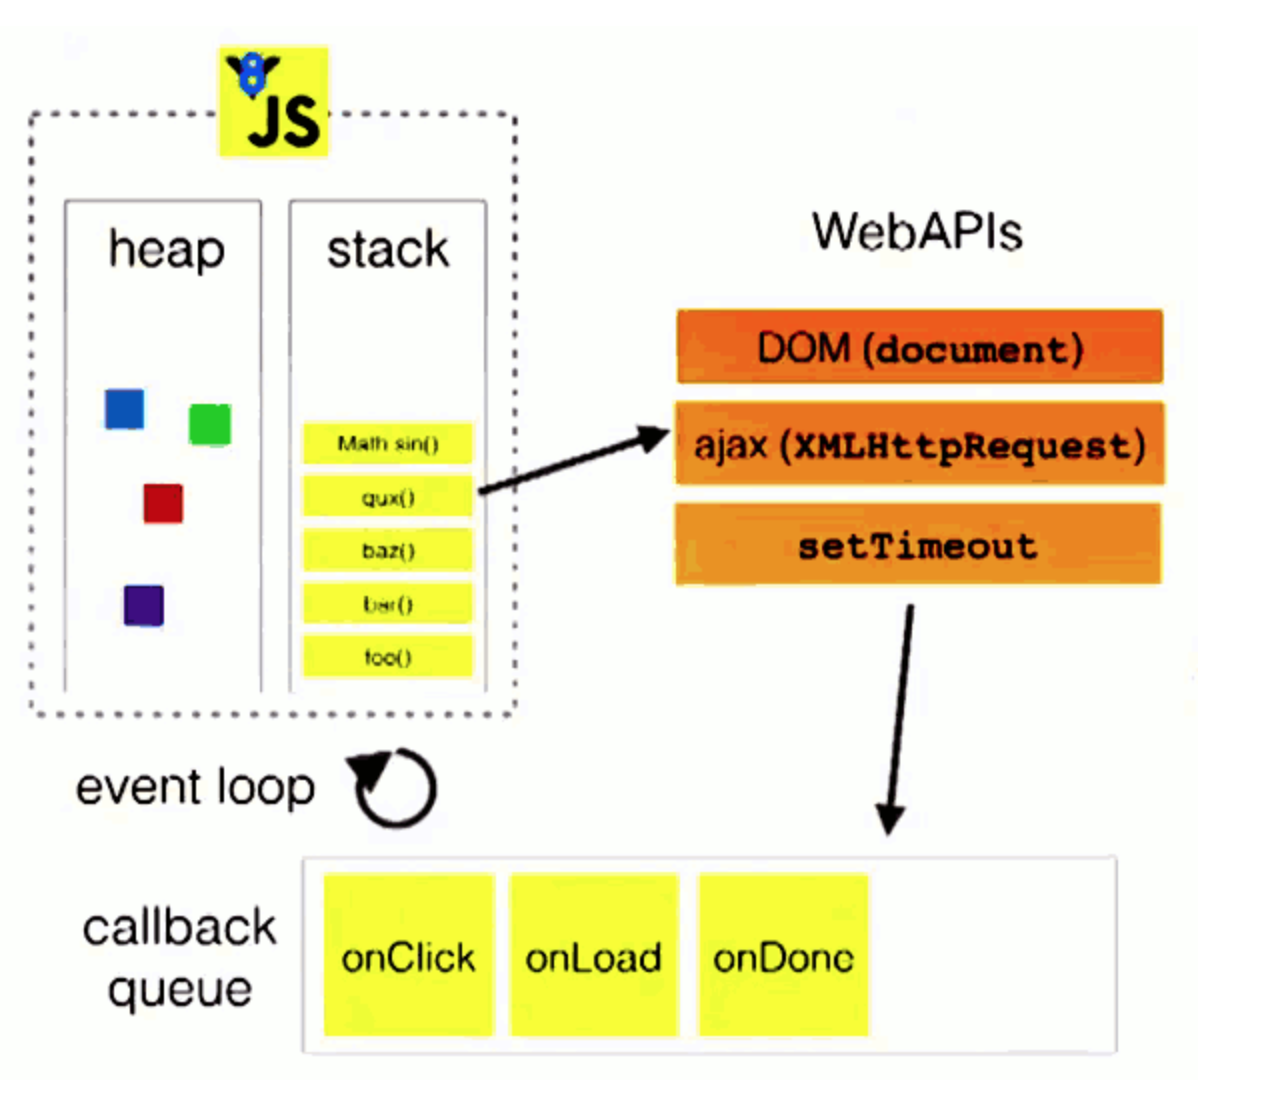 8
JS
heap
stack
Math sin()
qux()
baz()
bar()
foo()
WebAPIs
DOM (document)
ajax (XMLHttpRequest)
setTimeout
event loop
callback
queue
onClick
onLoad
onDone